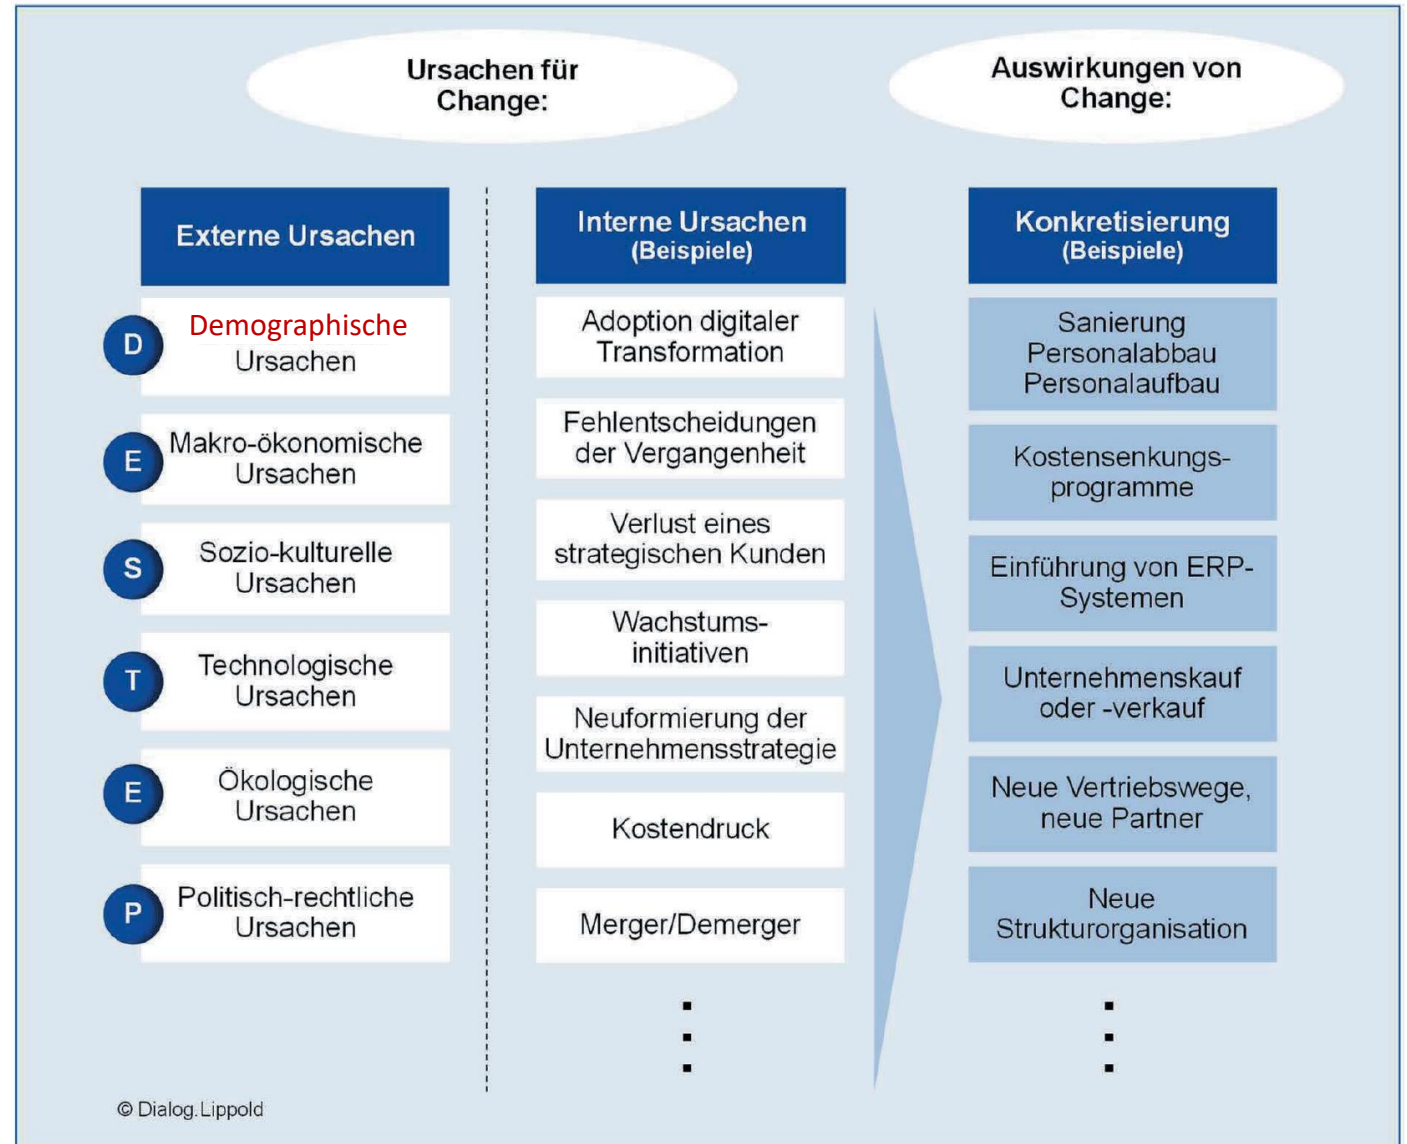 Ursachen für
Change:
Auswirkungen von
Change:
Externe Ursachen
D
Demographische
Ursachen
E
Makro-ökonomische
Ursachen
S
Sozio-kulturelle
Ursachen
T
Technologische
Ursachen
E
Ökologische
Ursachen
P
Politisch-rechtliche
Ursachen
Interne Ursachen
(Beispiele)
Adoption digitaler
Transformation
Fehlentscheidungen
der Vergangenheit
Verlust eines
strategischen Kunden
Wachstums-
initiativen
Neuformierung der
Unternehmensstrategie
Kostendruck
Merger/Demerger
Konkretisierung
(Beispiele)
Sanierung
Personalabbau
Personalaufbau
Kostensenkungs-
programme
Einführung von ERP-
Systemen
Unternehmenskauf
oder -verkauf
Neue Vertriebswege,
neue Partner
Neue
Strukturorganisation
© Dialog.Lippold